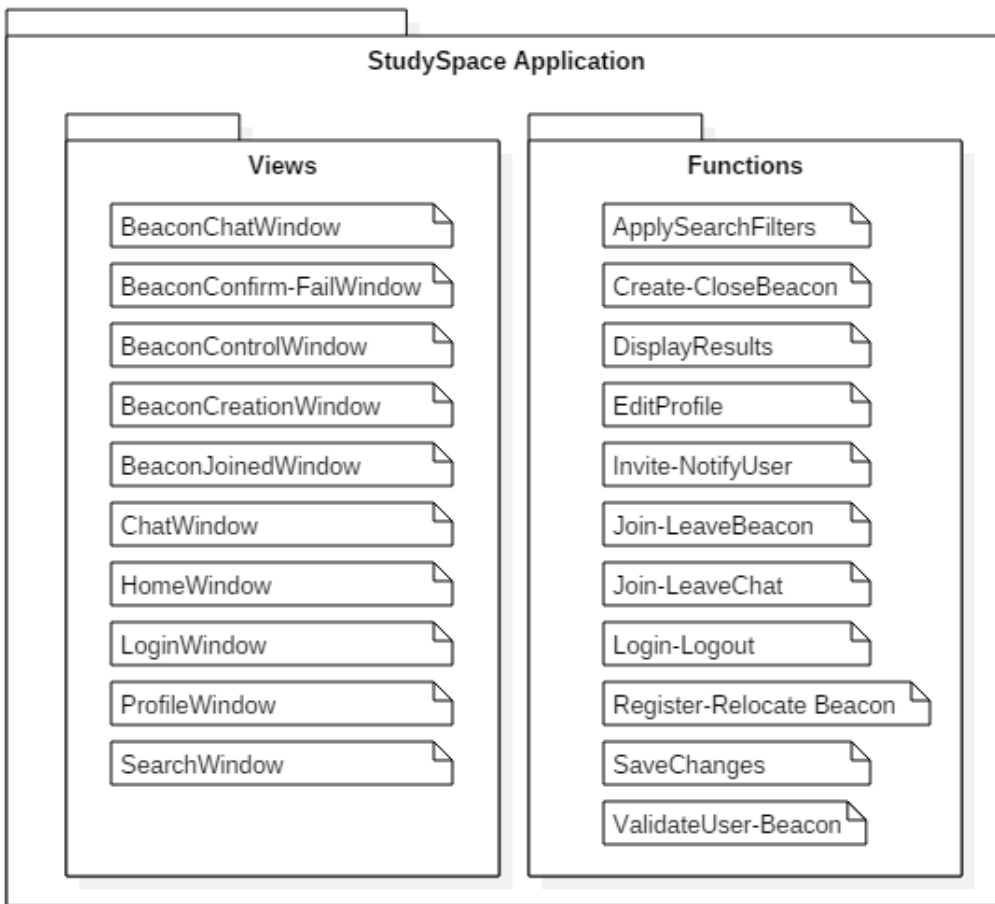 StudySpace Application
Views
BeaconChatWindow
BeaconConfirm-FailWindow
BeaconControlWindow
BeaconCreationWindow
BeaconJoinedWindow
ChatWindow
HomeWindow
LoginWindow
ProfileWindow
SearchWindow
Functions
ApplySearchFilters
Create-CloseBeacon
DisplayResults
EditProfile
Invite-NotifyUser
Join-LeaveBeacon
Join-LeaveChat
Login-Logout
Register-Relocate Beacon
SaveChanges
ValidateUser-Beacon